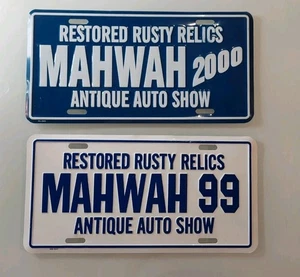 RESTORED RUSTY RELICS
MAHWAH 2000
ANTIQUE AUTO SHOW
RESTORED RUSTY RELICS
MAHWAH 99
ANTIQUE AUTO SHOW